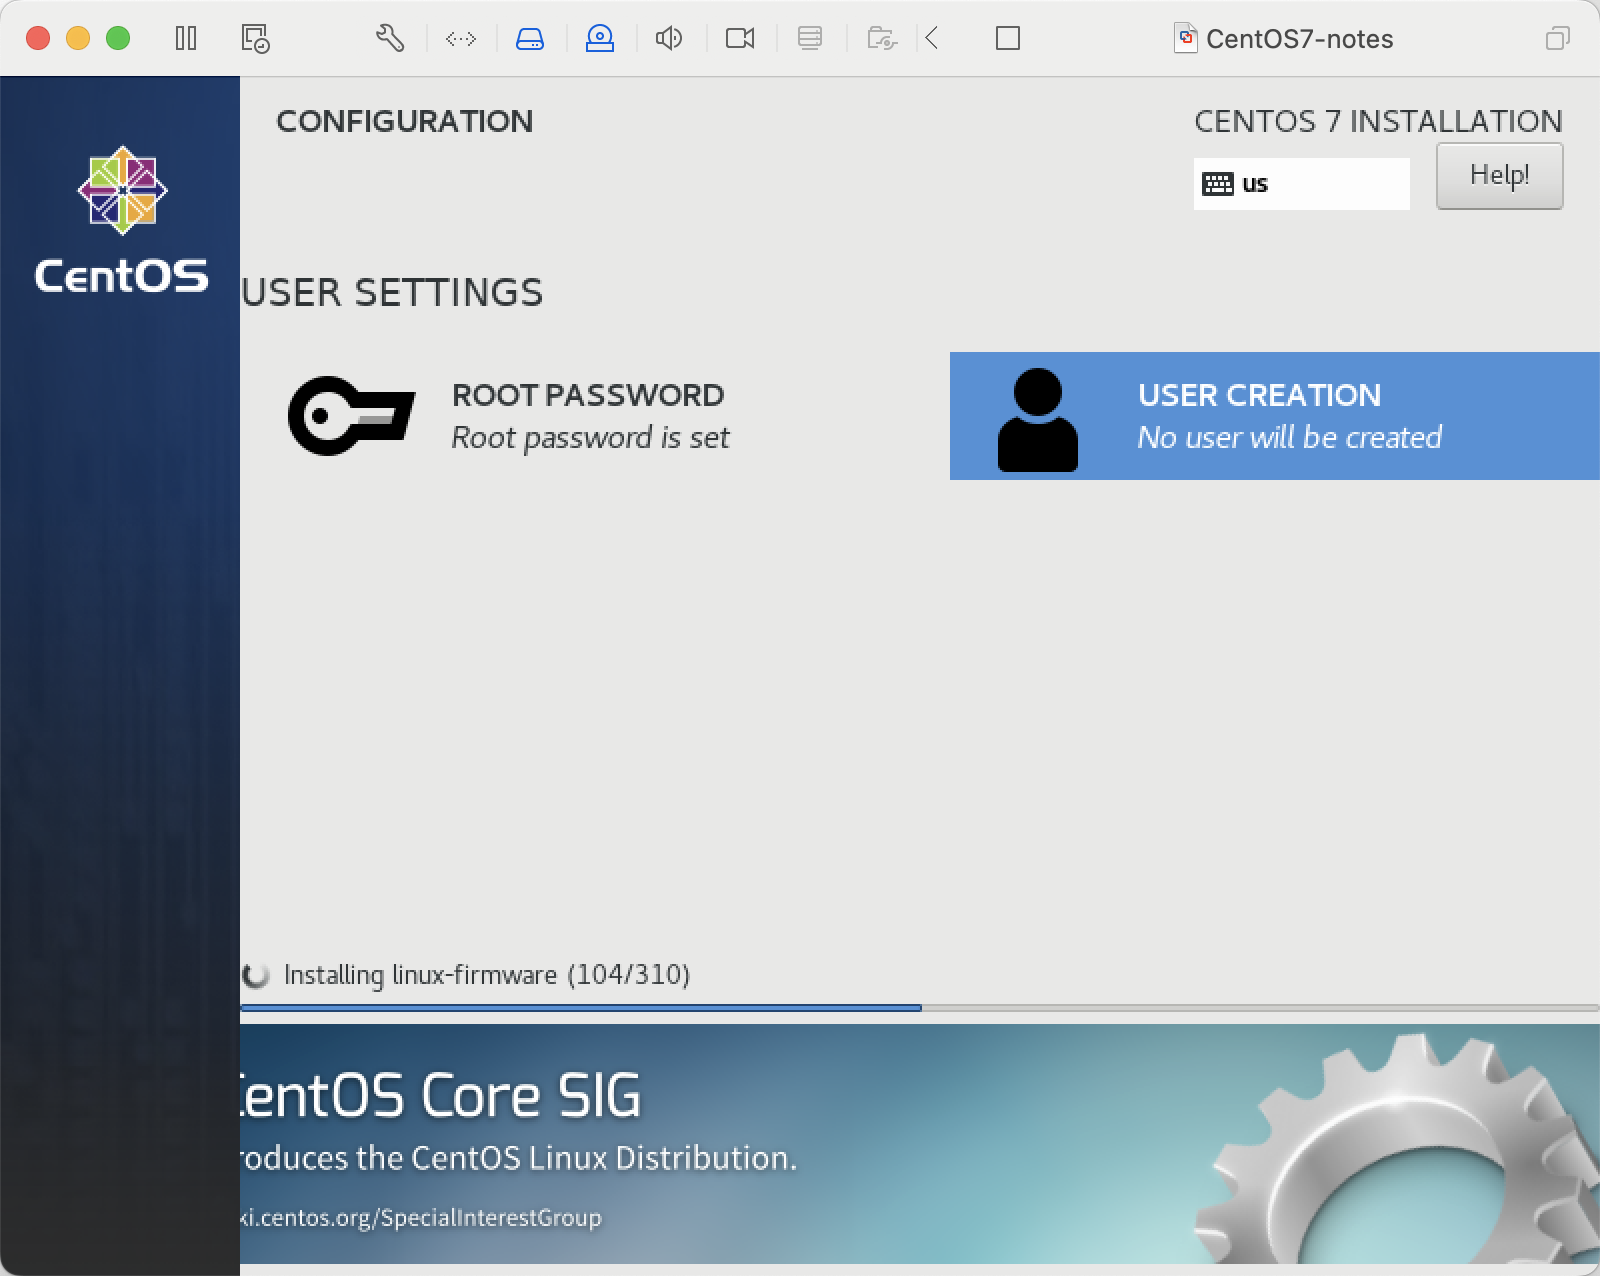 CentOS7-notes
CONFIGURATION
CENTOS 7 INSTALLATION
us
Help!
CentOS
USER SETTINGS
ROOT PASSWORD
Root password is set
USER CREATION
No user will be created
Installing linux-firmware (104/310)
CentOS Core SIG
roduces the CentOS Linux Distribution.
ki.centos.org/SpecialInterestGroup